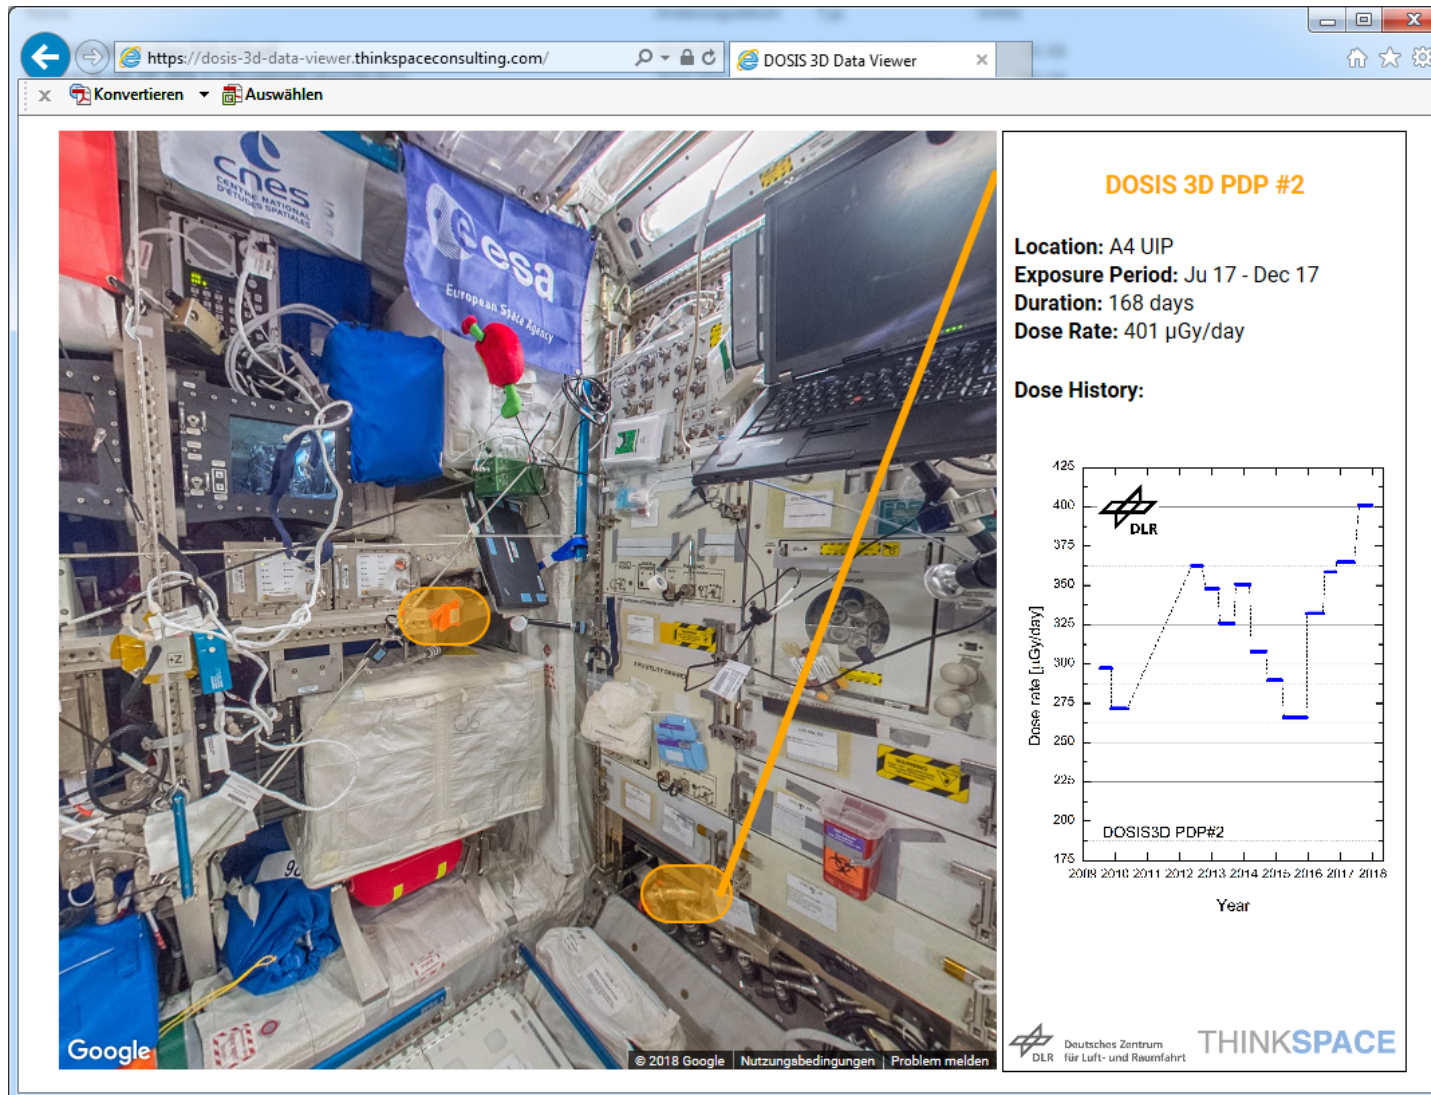 https://dosis-3d-data-viewer.thinkspaceconsulting.com/
DOSIS 3D Data Viewer
x Konvertieren Auswählen
cnes
CENTRE NATIONAL
D'ÉTUDES SPATIALES
esa
European Space Agency
+Z
06
WARNING
Google
© 2018 Google Nutzungsbedingungen Problem melden
DOSIS 3D PDP #2
Location: A4 UIP
Exposure Period: Ju 17 - Dec 17
Duration: 168 days
Dose Rate: 401 µGy/day
Dose History:
425
400
375
350
325
300
275
250
225
200
175
Dose rate [µGy/day]
DLR
DOSIS3D PDP#2
2009 2010 2011 2012 2013 2014 2015 2016 2017 2018
Year
DLR
Deutsches Zentrum
für Luft- und Raumfahrt
THINKSPACE